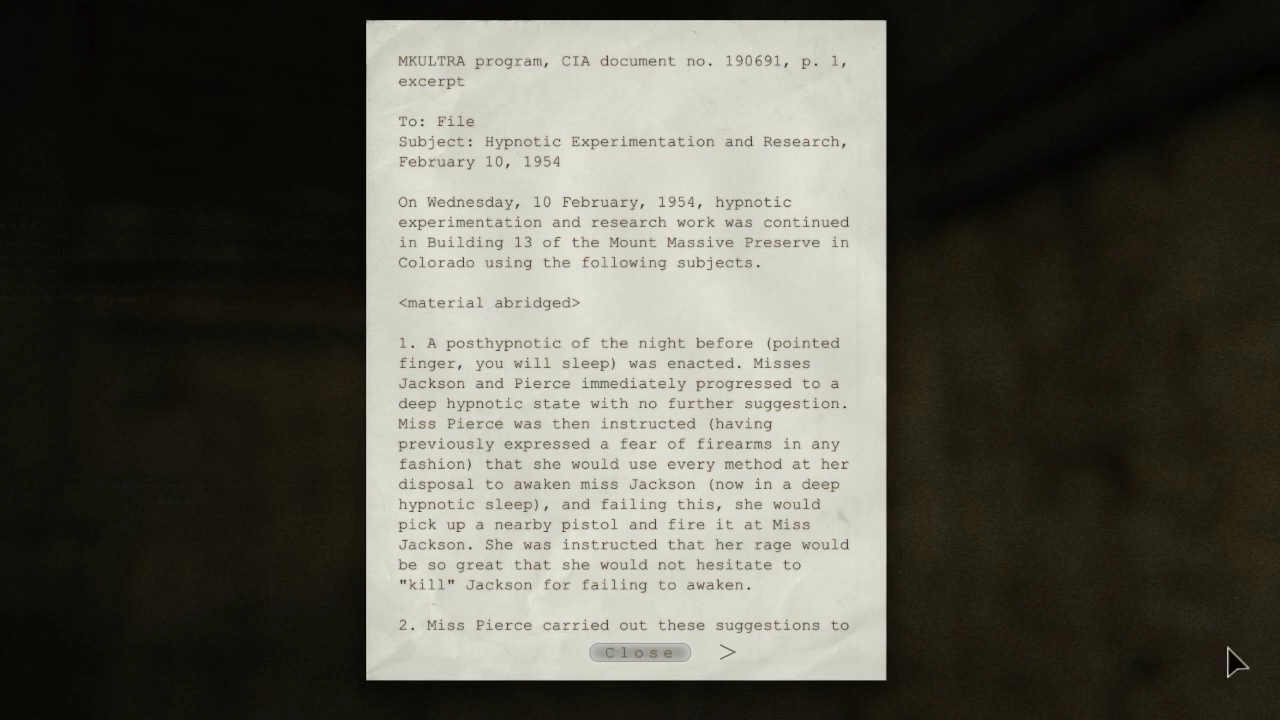 MKULTRA program, CIA document no. 190691, p. 1,
excerpt
To: File
Subject: Hypnotic Experimentation and Research,
February 10, 1954
On Wednesday, 10 February, 1954, hypnotic
experimentation and research work was continued
in Building 13 of the Mount Massive Preserve in
Colorado using the following subjects.
<material abridged>
1. A posthypnotic of the night before (pointed
finger, you will sleep) was enacted. Misses
Jackson and Pierce immediately progressed to a
deep hypnotic state with no further suggestion.
Miss Pierce was then instructed (having
previously expressed a fear of firearms in any
fashion) that she would use every method at her
disposal to awaken miss Jackson (now in a deep
hypnotic sleep), and failing this, she would
pick up a nearby pistol and fire it at Miss
Jackson. She was instructed that her rage would
be so great that she would not hesitate to
"kill" Jackson for failing to awaken.
2. Miss Pierce carried out these suggestions to
Close >